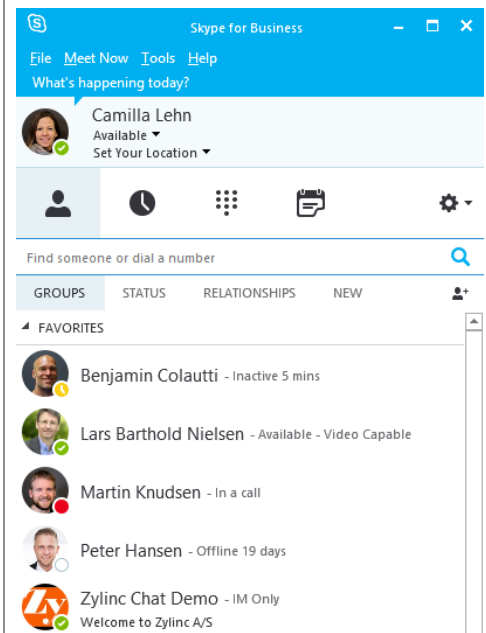 Skype for Business
File Meet Now Tools Help
What's happening today?
Camilla Lehn
Available
Set Your Location
Find someone or dial a number
GROUPS STATUS RELATIONSHIPS NEW
FAVORITES
Benjamin Colautti - Inactive 5 mins
Lars Barthold Nielsen - Available - Video Capable
Martin Knudsen - In a call
Peter Hansen - Offline 19 days
Zylinc Chat Demo - IM Only
Welcome to Zylinc A/S